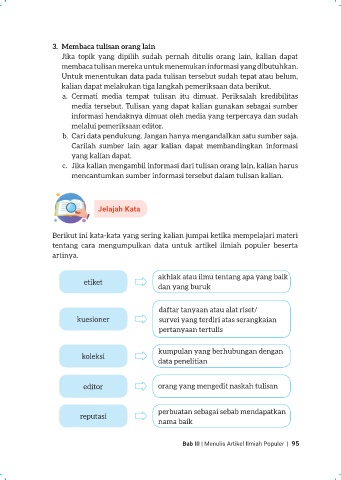 3. Membaca tulisan orang lain
Jika topik yang dipilih sudah pernah ditulis orang lain, kalian dapat
membaca tulisan mereka untuk menemukan informasi yang dibutuhkan.
Untuk menentukan data pada tulisan tersebut sudah tepat atau belum,
kalian dapat melakukan tiga langkah pemeriksaan data berikut.
a. Cermati media tempat tulisan itu dimuat. Periksalah kredibilitas
media tersebut. Tulisan yang dapat kalian gunakan sebagai sumber
informasi hendaknya dimuat oleh media yang terpercaya dan sudah
melalui pemeriksaan editor.
b. Cari data pendukung. Jangan hanya mengandalkan satu sumber saja.
Carilah sumber lain agar kalian dapat membandingkan informasi
yang kalian dapat.
c. Jika kalian mengambil informasi dari tulisan orang lain, kalian harus
mencantumkan sumber informasi tersebut dalam tulisan kalian.
Jelajah Kata
Berikut ini kata-kata yang sering kalian jumpai ketika mempelajari materi
tentang cara mengumpulkan data untuk artikel ilmiah populer beserta
artinya.
etiket
akhlak atau ilmu tentang apa yang baik
dan yang buruk
kuesioner
daftar tanyaan atau alat riset/
survei yang terdiri atas serangkaian
pertanyaan tertulis
koleksi
kumpulan yang berhubungan dengan
data penelitian
editor
orang yang mengedit naskah tulisan
reputasi
perbuatan sebagai sebab mendapatkan
nama baik
Bab III | Menulis Artikel Ilmiah Populer | 95